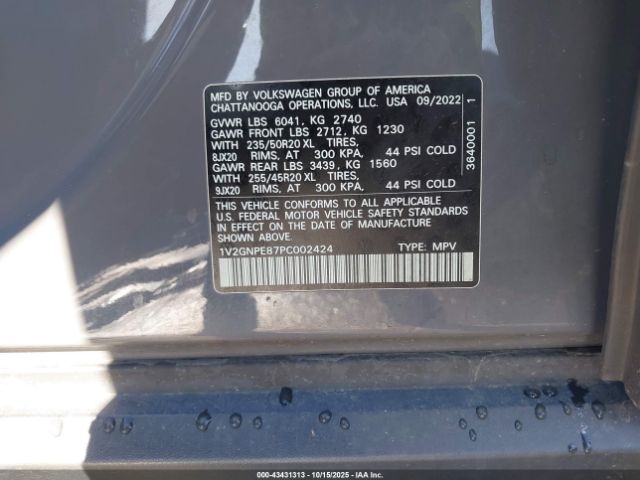 MFD BY VOLKSWAGEN GROUP OF AMERICA
CHATTANOOGA OPERATIONS, LLC. USA 09/2022
GVWR LBS 6041, KG 2740
GAWR FRONT LBS 2712, KG 1230
WITH 235/50R20 XL TIRES,
8JX20 RIMS, AT 300 KPA, 44 PSI COLD
GAWR REAR LBS 3439, KG 1560
WITH 255/45R20 XL TIRES,
9JX20 RIMS, AT 300 KPA, 44 PSI COLD
THIS VEHICLE CONFORMS TO ALL APPLICABLE
U.S. FEDERAL MOTOR VEHICLE SAFETY STANDARDS
IN EFFECT ON THE DATE OF MANUFACTURE
SHOWN ABOVE
1V2GNPE87PC002424 TYPE: MPV
3640001 1
000-43431313 - 10/15/2025 - Copyright © IAA, LLC